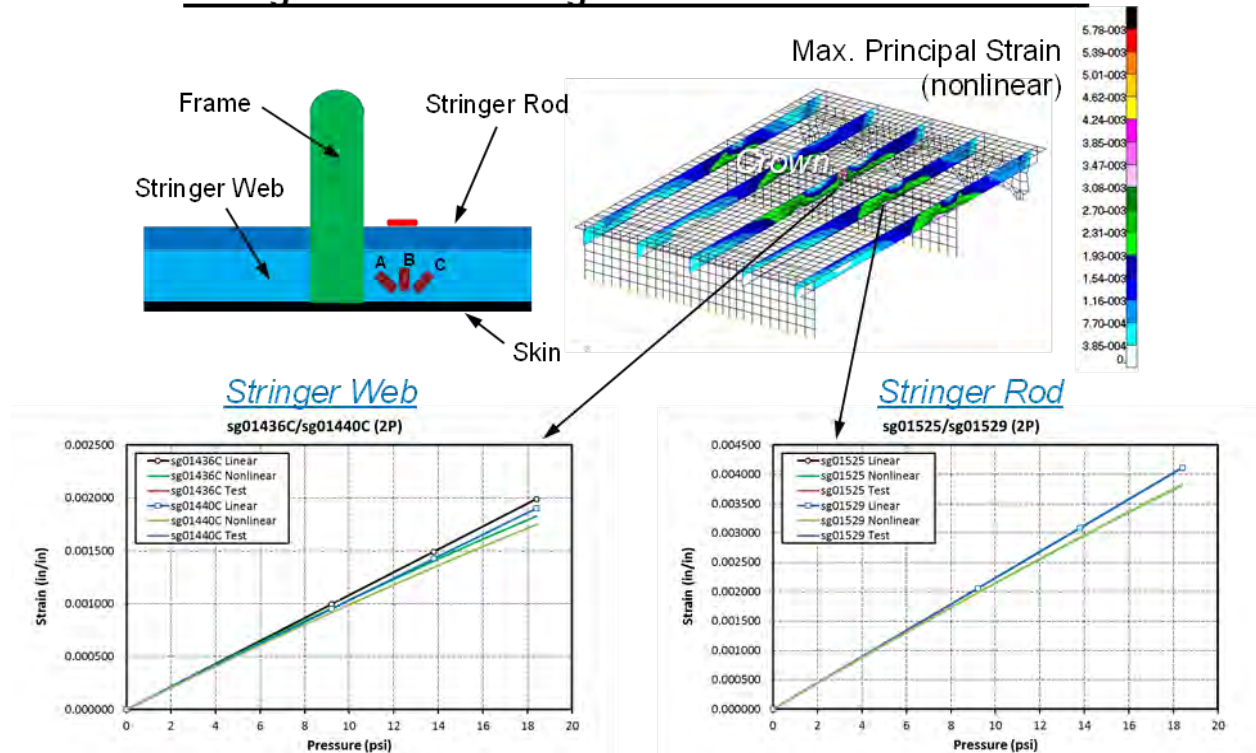 Max. Principal Strain
(nonlinear)
5.78-003
5.39-003
5.01-003
4.62-003
4.24-003
3.85-003
3.47-003
3.08-003
2.70-003
2.31-003
1.93-003
1.54-003
1.16-003
7.70-004
3.85-004
0.
Frame
Stringer Rod
Stringer Web
A B C
Skin
Crown
Stringer Web
sg01436C/sg01440C (2P)
sg01436C Linear
sg01436C Nonlinear
sg01436C Test
sg01440C Linear
sg01440C Nonlinear
sg01440C Test
0.002500
0.002000
0.001500
0.001000
0.000500
0.000000
0 2 4 6 8 10 12 14 16 18 20
Strain (in/in)
Pressure (psi)
Stringer Rod
sg01525/sg01529 (2P)
sg01525 Linear
sg01525 Nonlinear
sg01525 Test
sg01529 Linear
sg01529 Nonlinear
sg01529 Test
0.004500
0.004000
0.003500
0.003000
0.002500
0.002000
0.001500
0.001000
0.000500
0.000000
0 2 4 6 8 10 12 14 16 18 20
Strain (in/in)
Pressure (psi)